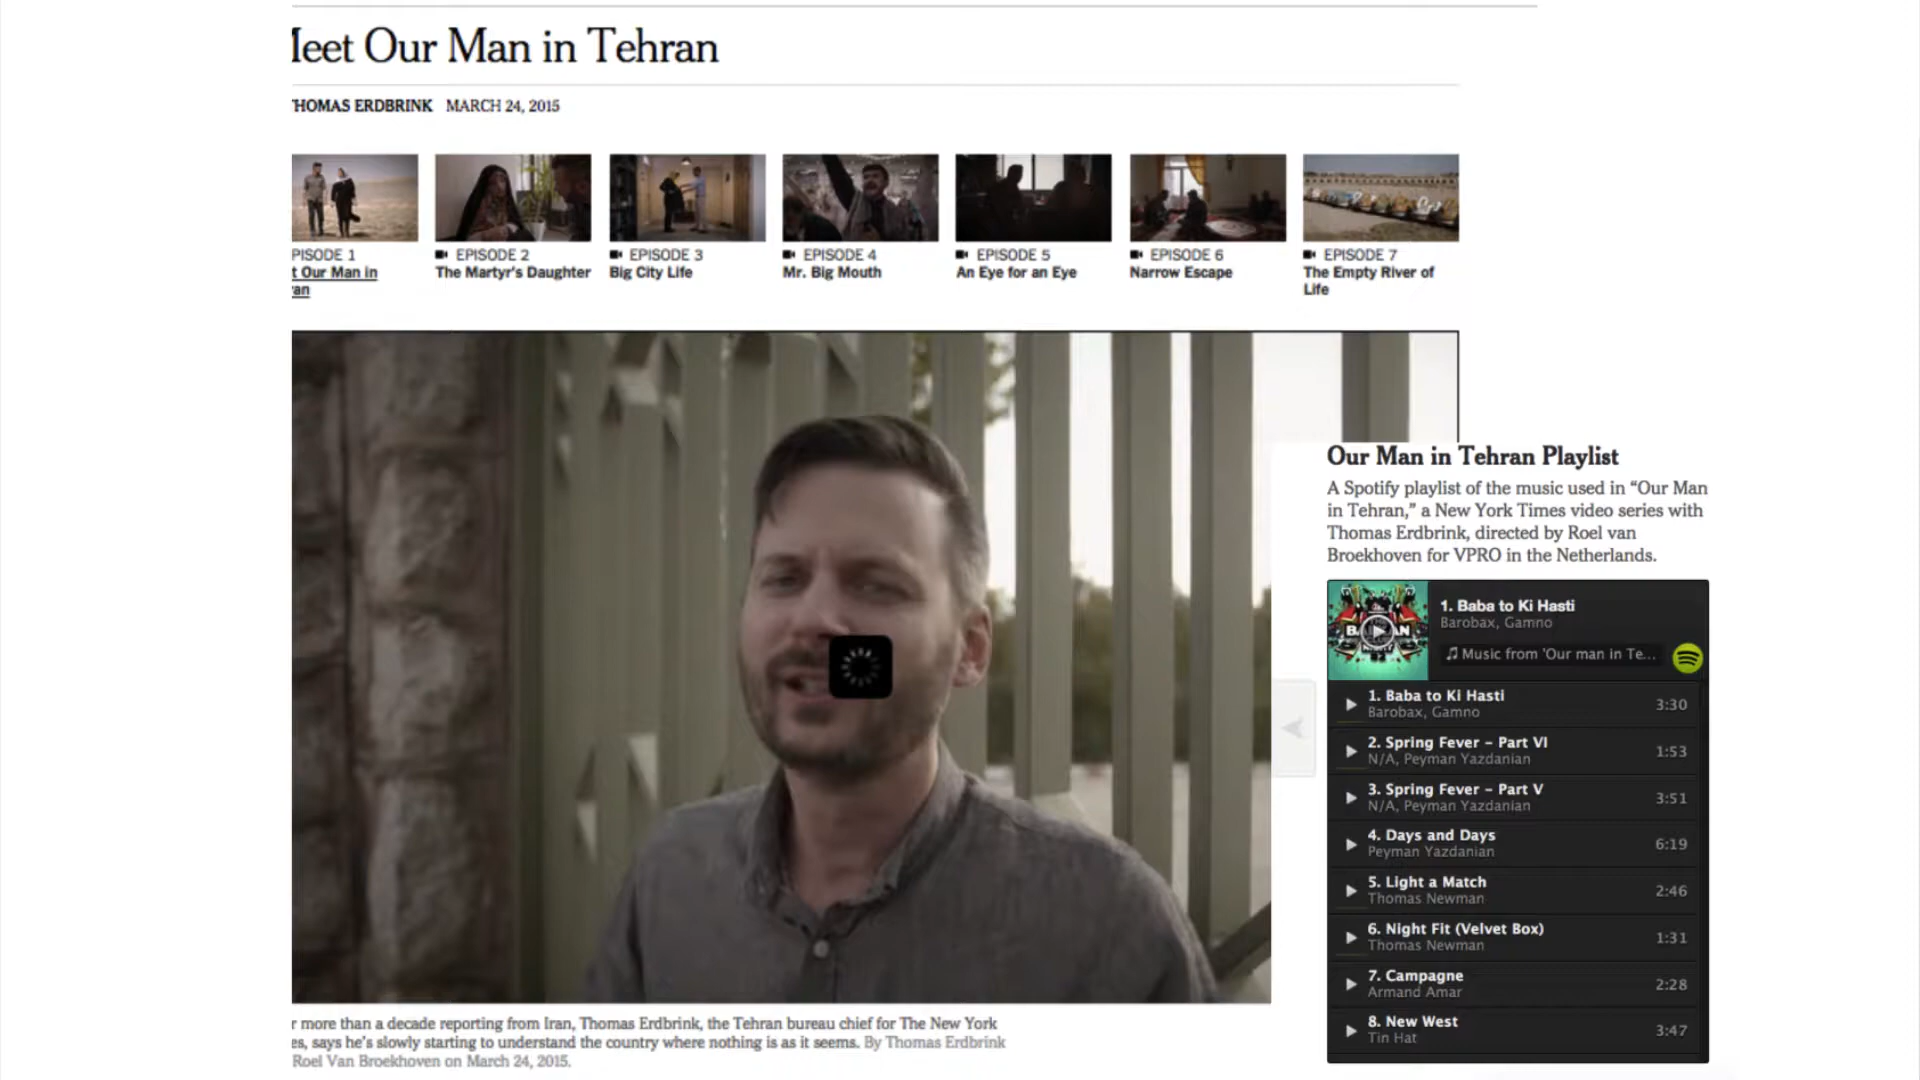 Meet Our Man in Tehran
THOMAS ERDBRINK MARCH 24, 2015
PISODE 1
t Our Man in
an
EPISODE 2
The Martyr's Daughter
EPISODE 3
Big City Life
EPISODE 4
Mr. Big Mouth
EPISODE 5
An Eye for an Eye
EPISODE 6
Narrow Escape
EPISODE 7
The Empty River of
Life
Our Man in Tehran Playlist
A Spotify playlist of the music used in “Our Man
in Tehran,” a New York Times video series with
Thomas Erdbrink, directed by Roel van
Broekhoven for VPRO in the Netherlands.
1. Baba to Ki Hasti
Barobax, Gamno
Music from 'Our man in Te...
1. Baba to Ki Hasti
Barobax, Gamno
3:30
2. Spring Fever – Part VI
N/A, Peyman Yazdanian
1:53
3. Spring Fever – Part V
N/A, Peyman Yazdanian
3:51
4. Days and Days
Peyman Yazdanian
6:19
5. Light a Match
Thomas Newman
2:46
6. Night Fit (Velvet Box)
Thomas Newman
1:31
7. Campagne
Armand Amar
2:28
8. New West
Tin Hat
3:47
r more than a decade reporting from Iran, Thomas Erdbrink, the Tehran bureau chief for The New York
es, says he's slowly starting to understand the country where nothing is as it seems. By Thomas Erdbrink
Roel Van Broekhoven on March 24, 2015.